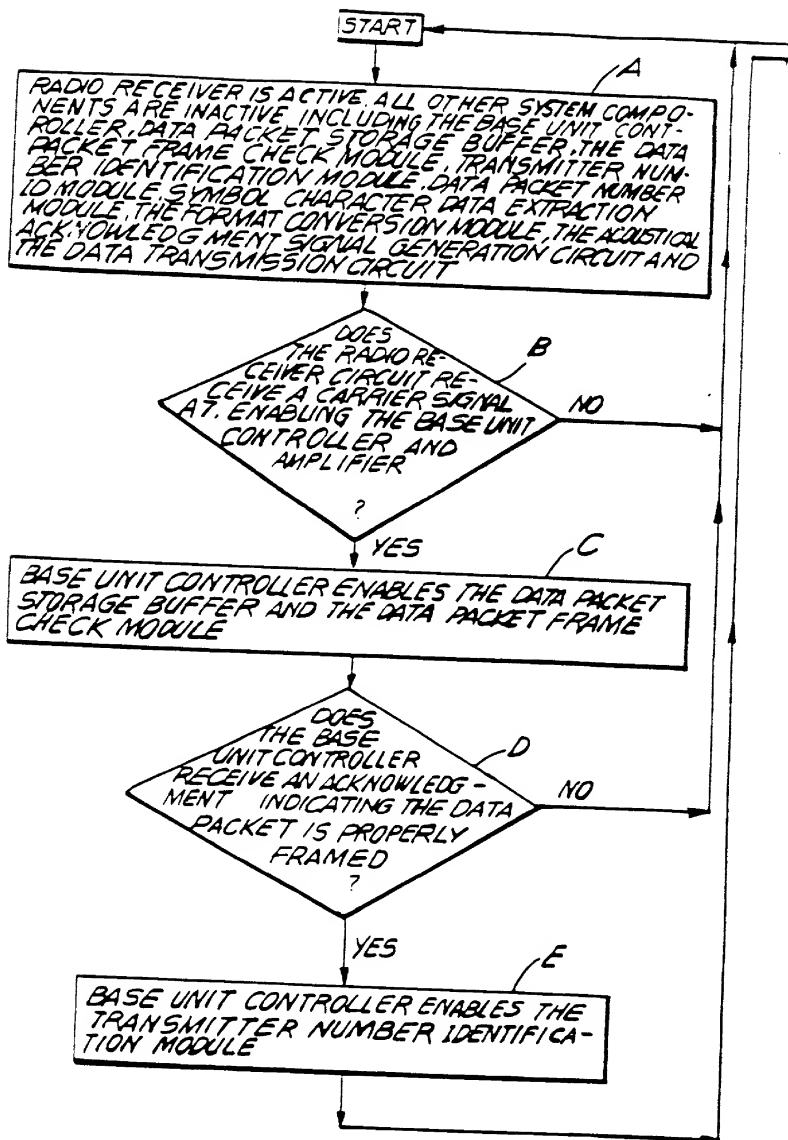 START
A
RADIO RECEIVER IS ACTIVE. ALL OTHER SYSTEM COMPO-
NENTS ARE INACTIVE INCLUDING THE BASE UNIT CONT-
ROLLER, DATA PACKET STORAGE BUFFER, THE DATA
PACKET FRAME CHECK MODULE, TRANSMITTER NUM-
BER IDENTIFICATION MODULE, DATA PACKET NUMBER
ID MODULE, SYMBOL CHARACTER DATA EXTRACTION
MODULE, THE FORMAT CONVERSION MODULE, THE ACOUSTICAL
ACKNOWLEDGMENT SIGNAL GENERATION CIRCUIT AND
THE DATA TRANSMISSION CIRCUIT
B
DOES
THE RADIO RE-
CEIVER CIRCUIT RE-
CEIVE A CARRIER SIGNAL
A7. ENABLING THE BASE UNIT
CONTROLLER AND
AMPLIFIER
?
NO
YES
C
BASE UNIT CONTROLLER ENABLES THE DATA PACKET
STORAGE BUFFER AND THE DATA PACKET FRAME
CHECK MODULE
D
DOES
THE BASE
UNIT CONTROLLER
RECEIVE AN ACKNOWLEDG-
MENT INDICATING THE DATA
PACKET IS PROPERLY
FRAMED
?
NO
YES
E
BASE UNIT CONTROLLER ENABLES THE
TRANSMITTER NUMBER IDENTIFICA-
TION MODULE